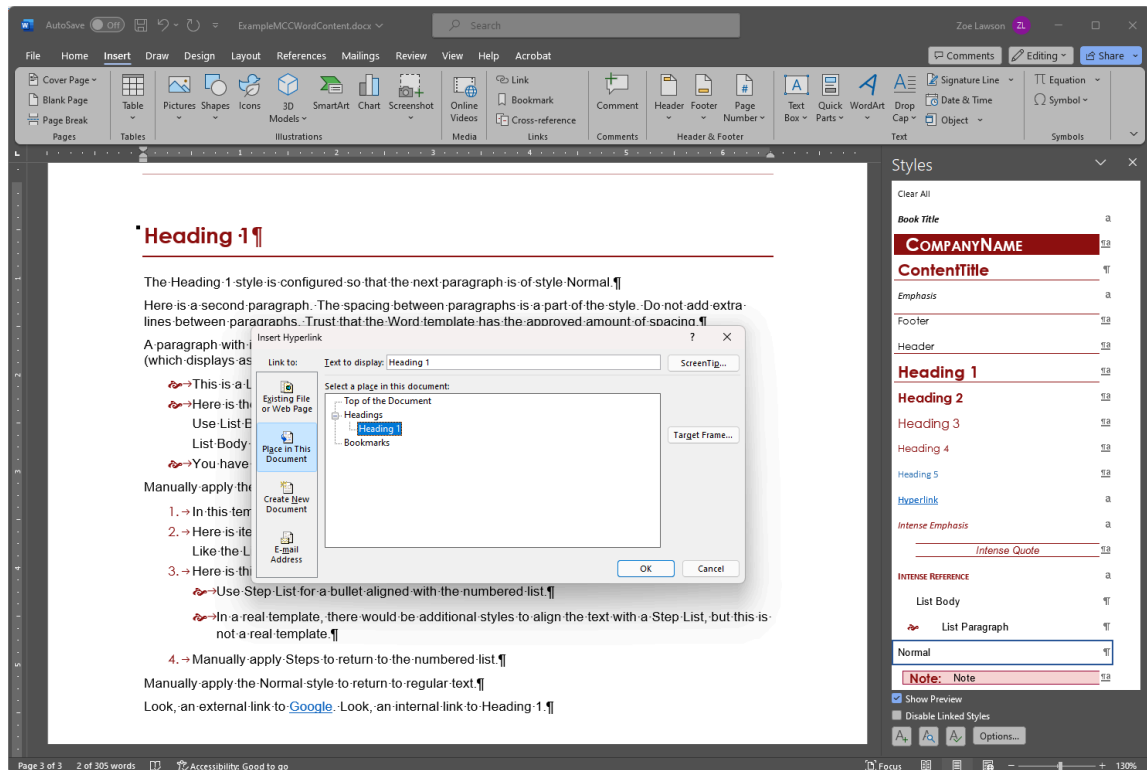 AutoSave Off ExampleMCCWordContent.docx Search Zoe Lawson ZL
File Home Insert Draw Design Layout References Mailings Review View Help Acrobat Comments Editing Share
Cover Page
Blank Page
Page Break
Pages
Table
Tables
Pictures Shapes Icons 3D Models SmartArt Chart Screenshot
Illustrations
Online Videos
Media
Link
Bookmark
Cross-reference
Links
Comment
Comments
Header Footer Page Number
Header & Footer
Text Box Quick Parts WordArt Drop Cap
Signature Line
Date & Time
Object
Text
Equation
Symbol
Symbols
1 2 3 4 5 6
Heading 1¶
The Heading 1 style is configured so that the next paragraph is of style Normal.¶
Here is a second paragraph. The spacing between paragraphs is a part of the style. Do not add extra
lines between paragraphs. Trust that the Word template has the approved amount of spacing.¶
A paragraph with
(which displays as
This is a L
Here is the
Use List B
List Body
You have
Manually apply the
1. In this tem
2. Here is ite
Like the L
3. Here is thi
Use Step List for a bullet aligned with the numbered list.¶
In a real template, there would be additional styles to align the text with a Step List, but this is
not a real template.¶
4. Manually apply Steps to return to the numbered list.¶
Manually apply the Normal style to return to regular text.¶
Look, an external link to Google. Look, an internal link to Heading 1.¶
Insert Hyperlink ?
Link to: Text to display: Heading 1 ScreenTip...
Existing File
or Web Page
Place in This
Document
Create New
Document
E-mail
Address
Select a place in this document:
Top of the Document
Headings
Heading 1
Bookmarks
Target Frame...
OK Cancel
Styles
Clear All
Book Title a
CompanyName ¶a
ContentTitle ¶
Emphasis a
Footer ¶a
Header ¶a
Heading 1 ¶a
Heading 2 ¶a
Heading 3 ¶a
Heading 4 ¶a
Heading 5 ¶a
Hyperlink a
Intense Emphasis a
Intense Quote ¶a
Intense Reference a
List Body ¶
List Paragraph ¶
Normal ¶
Note: Note ¶a
Show Preview
Disable Linked Styles
Options...
Page 3 of 3 2 of 305 words Accessibility: Good to go Focus 130%